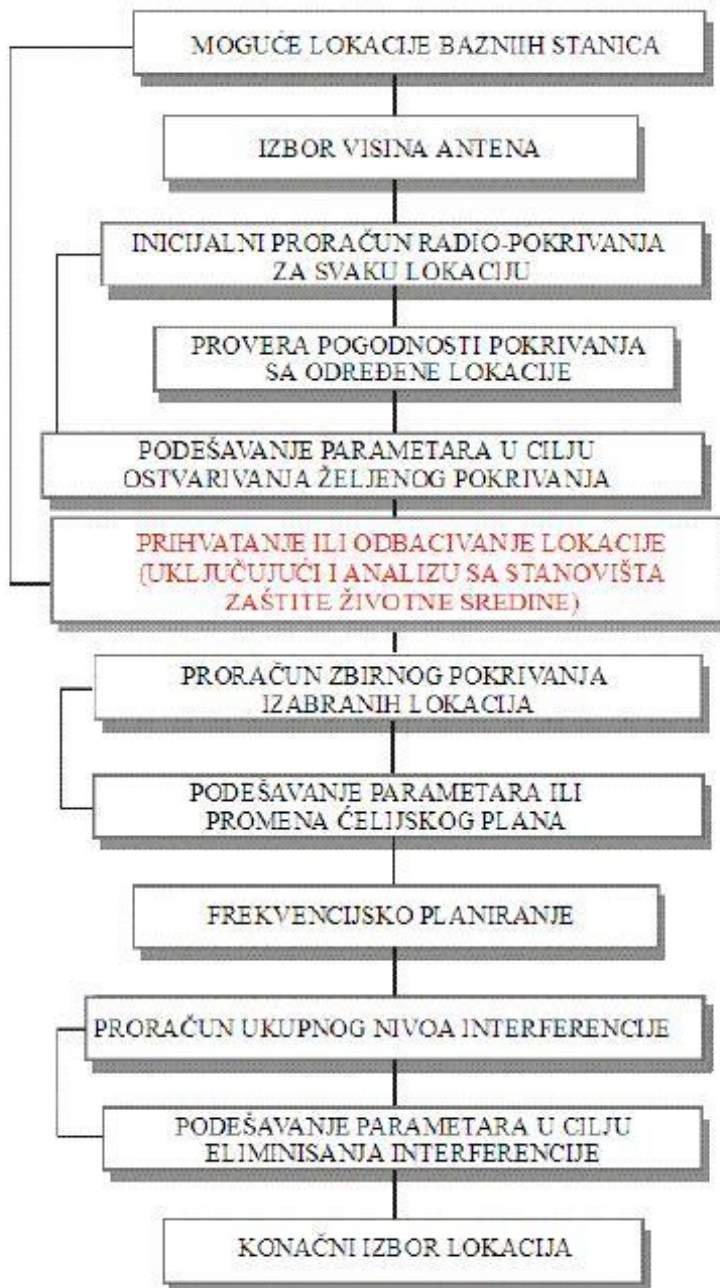 MOGUĆE LOKACIJE BAZNIIH STANICA
IZBOR VISINA ANTENA
INICIJALNI PRORAČUN RADIO-POKRIVANJA
ZA SVAKU LOKACIJU
PROVERA POGODNOSTI POKRIVANJA
SA ODREĐENE LOKACIJE
PODEŠAVANJE PARAMETARA U CILJU
OSTVARIVANJA ŽELJENOG POKRIVANJA
PRIHVATANJE ILI ODBACIVANJE LOKACIJE
(UKLJUČUJUĆI I ANALIZU SA STANOVIŠTA
ZAŠTITE ŽIVOTNE SREDINE)
PRORAČUN ZBIRNOG POKRIVANJA
IZABRANIH LOKACIJA
PODEŠAVANJE PARAMETARA ILI
PROMENA ĆELIJSKOG PLANA
FREKVENCIJSKO PLANIRANJE
PRORAČUN UKUPNOG NIVOA INTERFERENCIJE
PODEŠAVANJE PARAMETARA U CILJU
ELIMINISANJA INTERFERENCIJE
KONAČNI IZBOR LOKACIJA